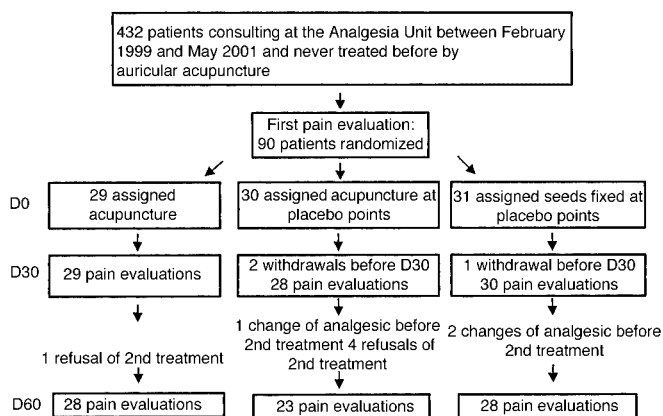 432 patients consulting at the Analgesia Unit between February
1999 and May 2001 and never treated before by
auricular acupuncture
First pain evaluation:
90 patients randomized
D0
29 assigned
acupuncture
30 assigned acupuncture at
placebo points
31 assigned seeds fixed at
placebo points
D30
29 pain evaluations
2 withdrawals before D30
28 pain evaluations
1 withdrawal before D30
30 pain evaluations
1 refusal of 2nd treatment
1 change of analgesic before
2nd treatment 4 refusals of
2nd treatment
2 changes of analgesic before
2nd treatment
D60
28 pain evaluations
23 pain evaluations
28 pain evaluations